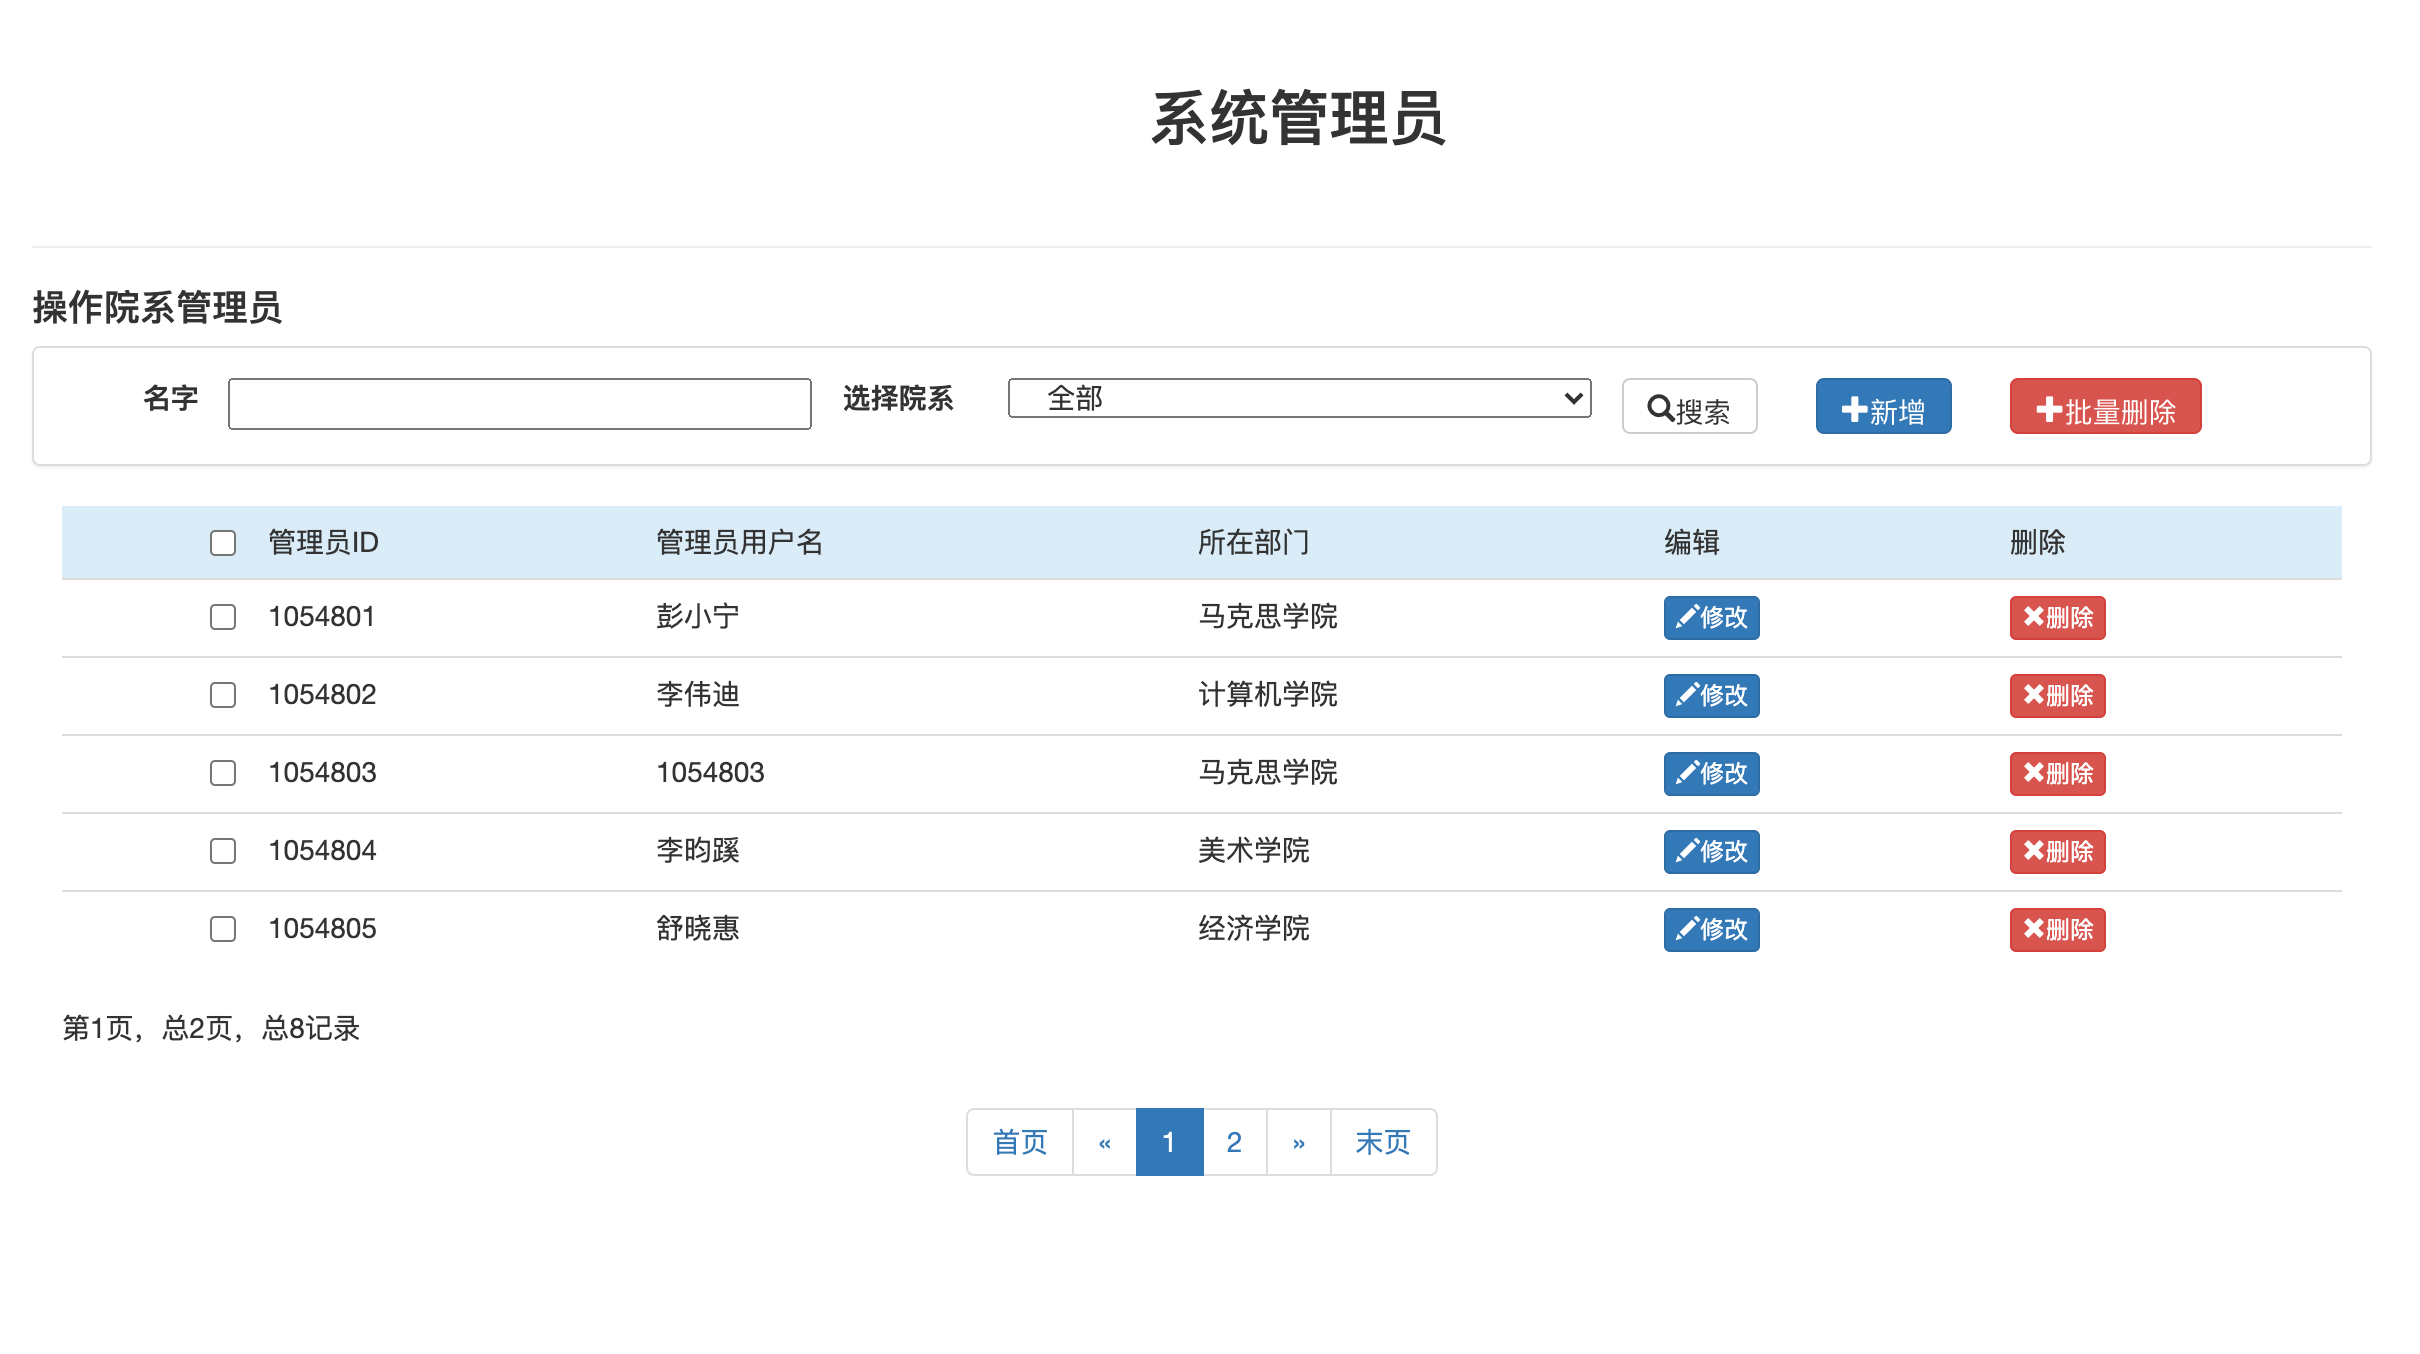 系统管理员
操作院系管理员
名字 选择院系 全部 搜索 新增 批量删除
管理员ID 管理员用户名 所在部门 编辑 删除
1054801 彭小宁 马克思学院 修改 删除
1054802 李伟迪 计算机学院 修改 删除
1054803 1054803 马克思学院 修改 删除
1054804 李昀蹊 美术学院 修改 删除
1054805 舒晓惠 经济学院 修改 删除
第1页，总2页，总8记录
首页 « 1 2 » 末页